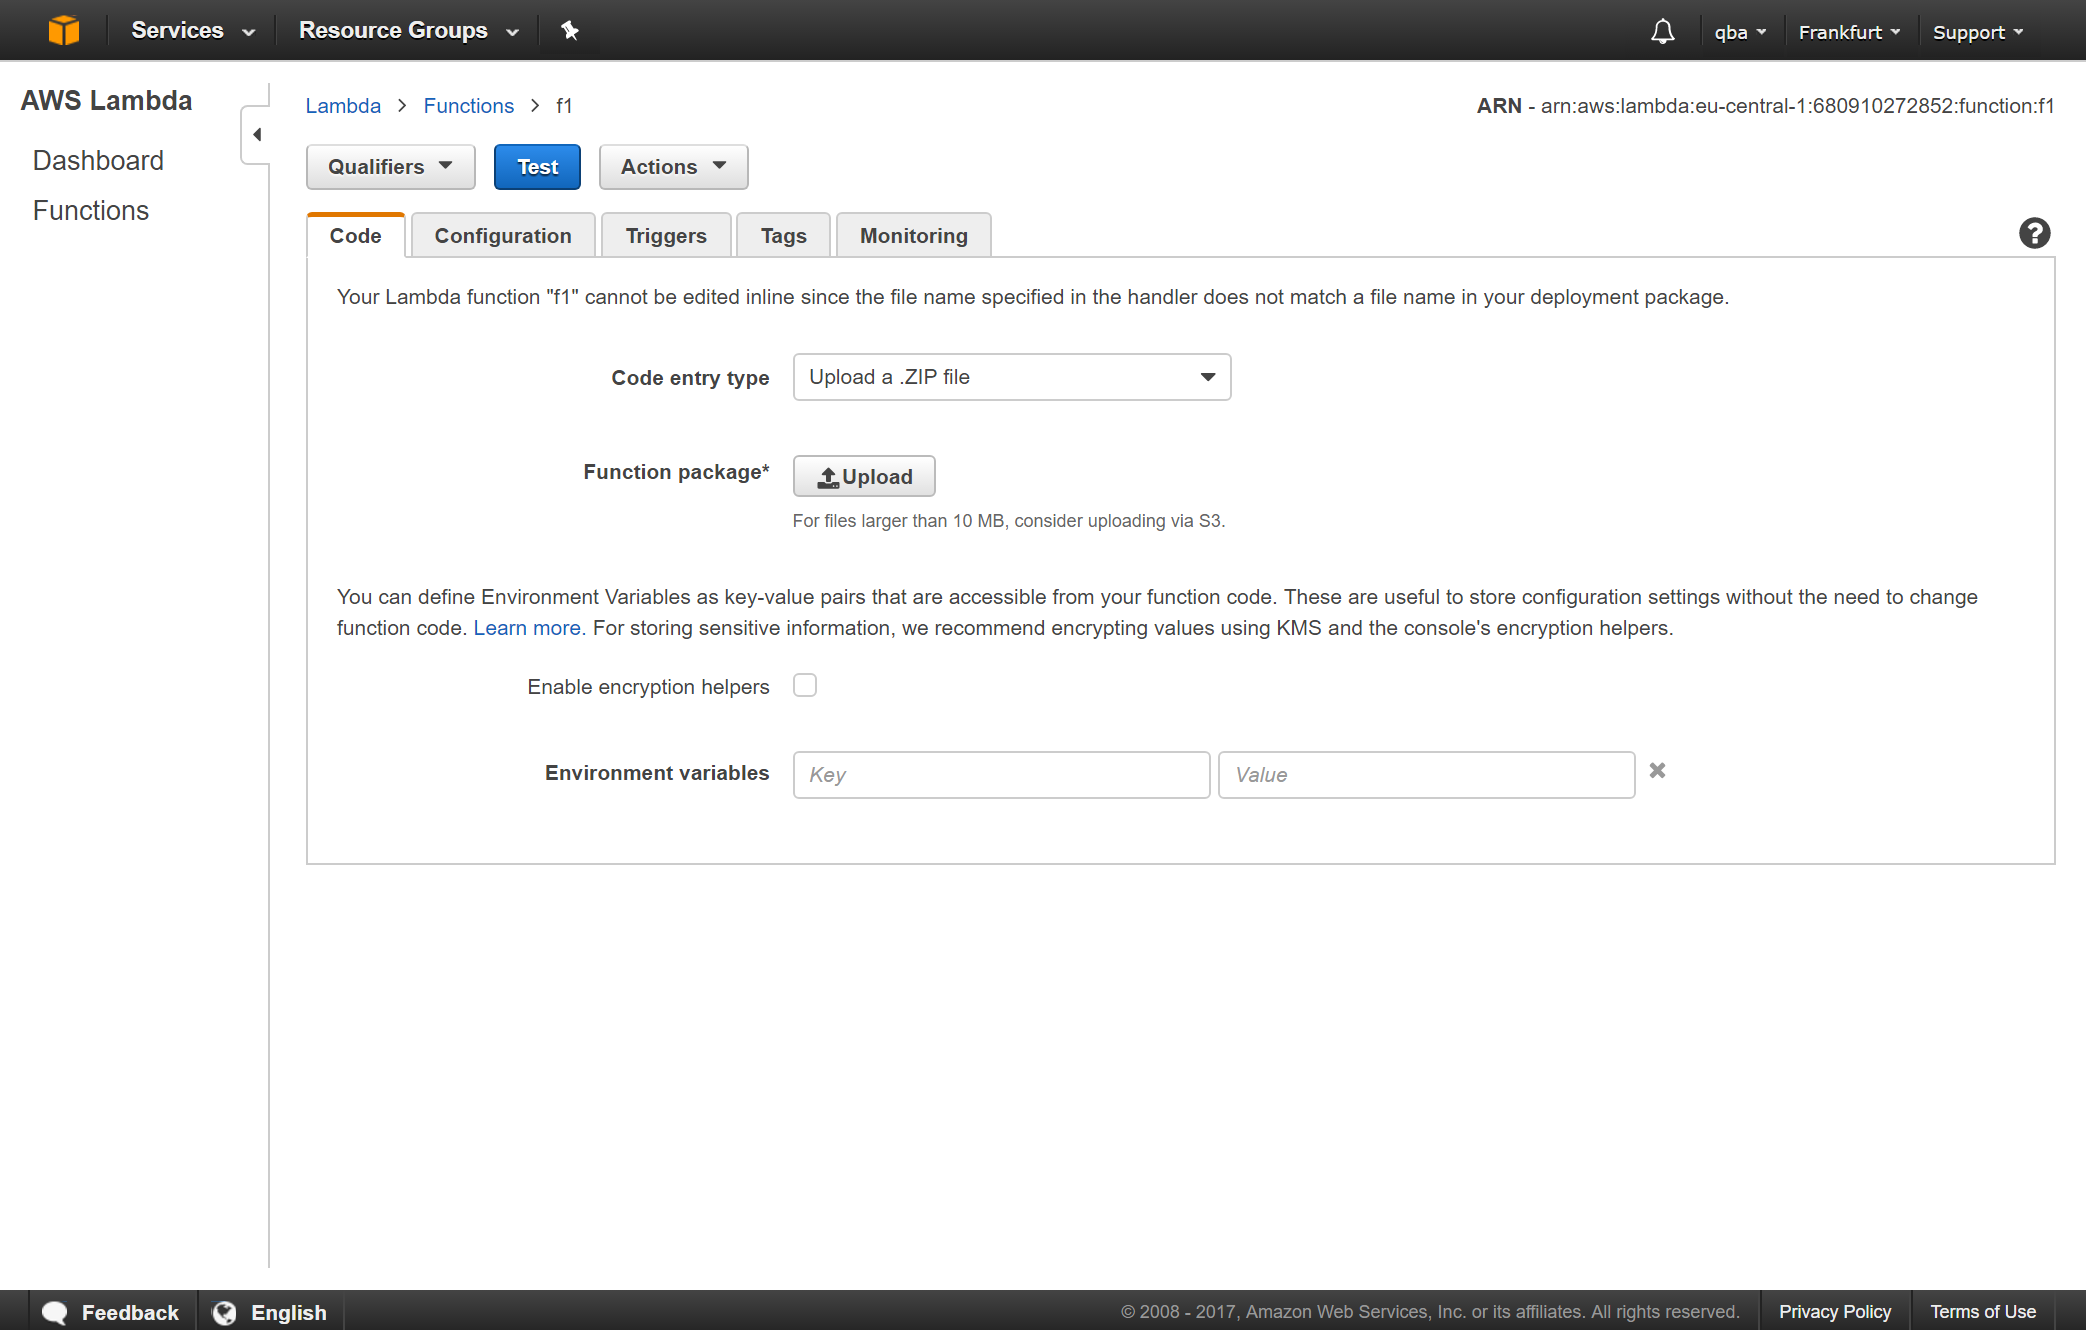 Services Resource Groups qba Frankfurt Support
AWS Lambda
Dashboard
Functions
Lambda > Functions > f1
ARN - arn:aws:lambda:eu-central-1:680910272852:function:f1
Qualifiers Test Actions
Code Configuration Triggers Tags Monitoring
Your Lambda function "f1" cannot be edited inline since the file name specified in the handler does not match a file name in your deployment package.
Code entry type Upload a .ZIP file
Function package* Upload
For files larger than 10 MB, consider uploading via S3.
You can define Environment Variables as key-value pairs that are accessible from your function code. These are useful to store configuration settings without the need to change
function code. Learn more. For storing sensitive information, we recommend encrypting values using KMS and the console's encryption helpers.
Enable encryption helpers
Environment variables Key Value
Feedback English © 2008 - 2017, Amazon Web Services, Inc. or its affiliates. All rights reserved. Privacy Policy Terms of Use